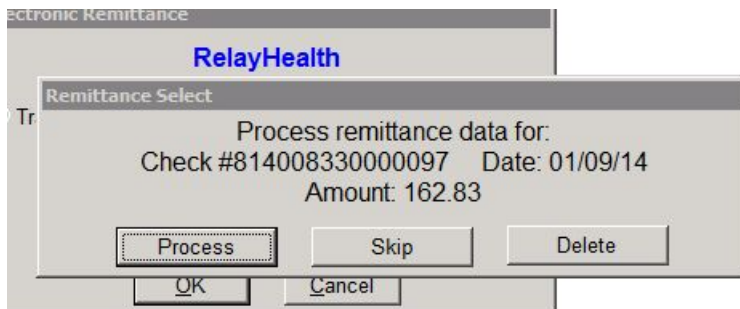 ectronic Remittance
RelayHealth
Remittance Select
Tr
Process remittance data for:
Check #814008330000097 Date: 01/09/14
Amount: 162.83
Process Skip Delete
OK Cancel